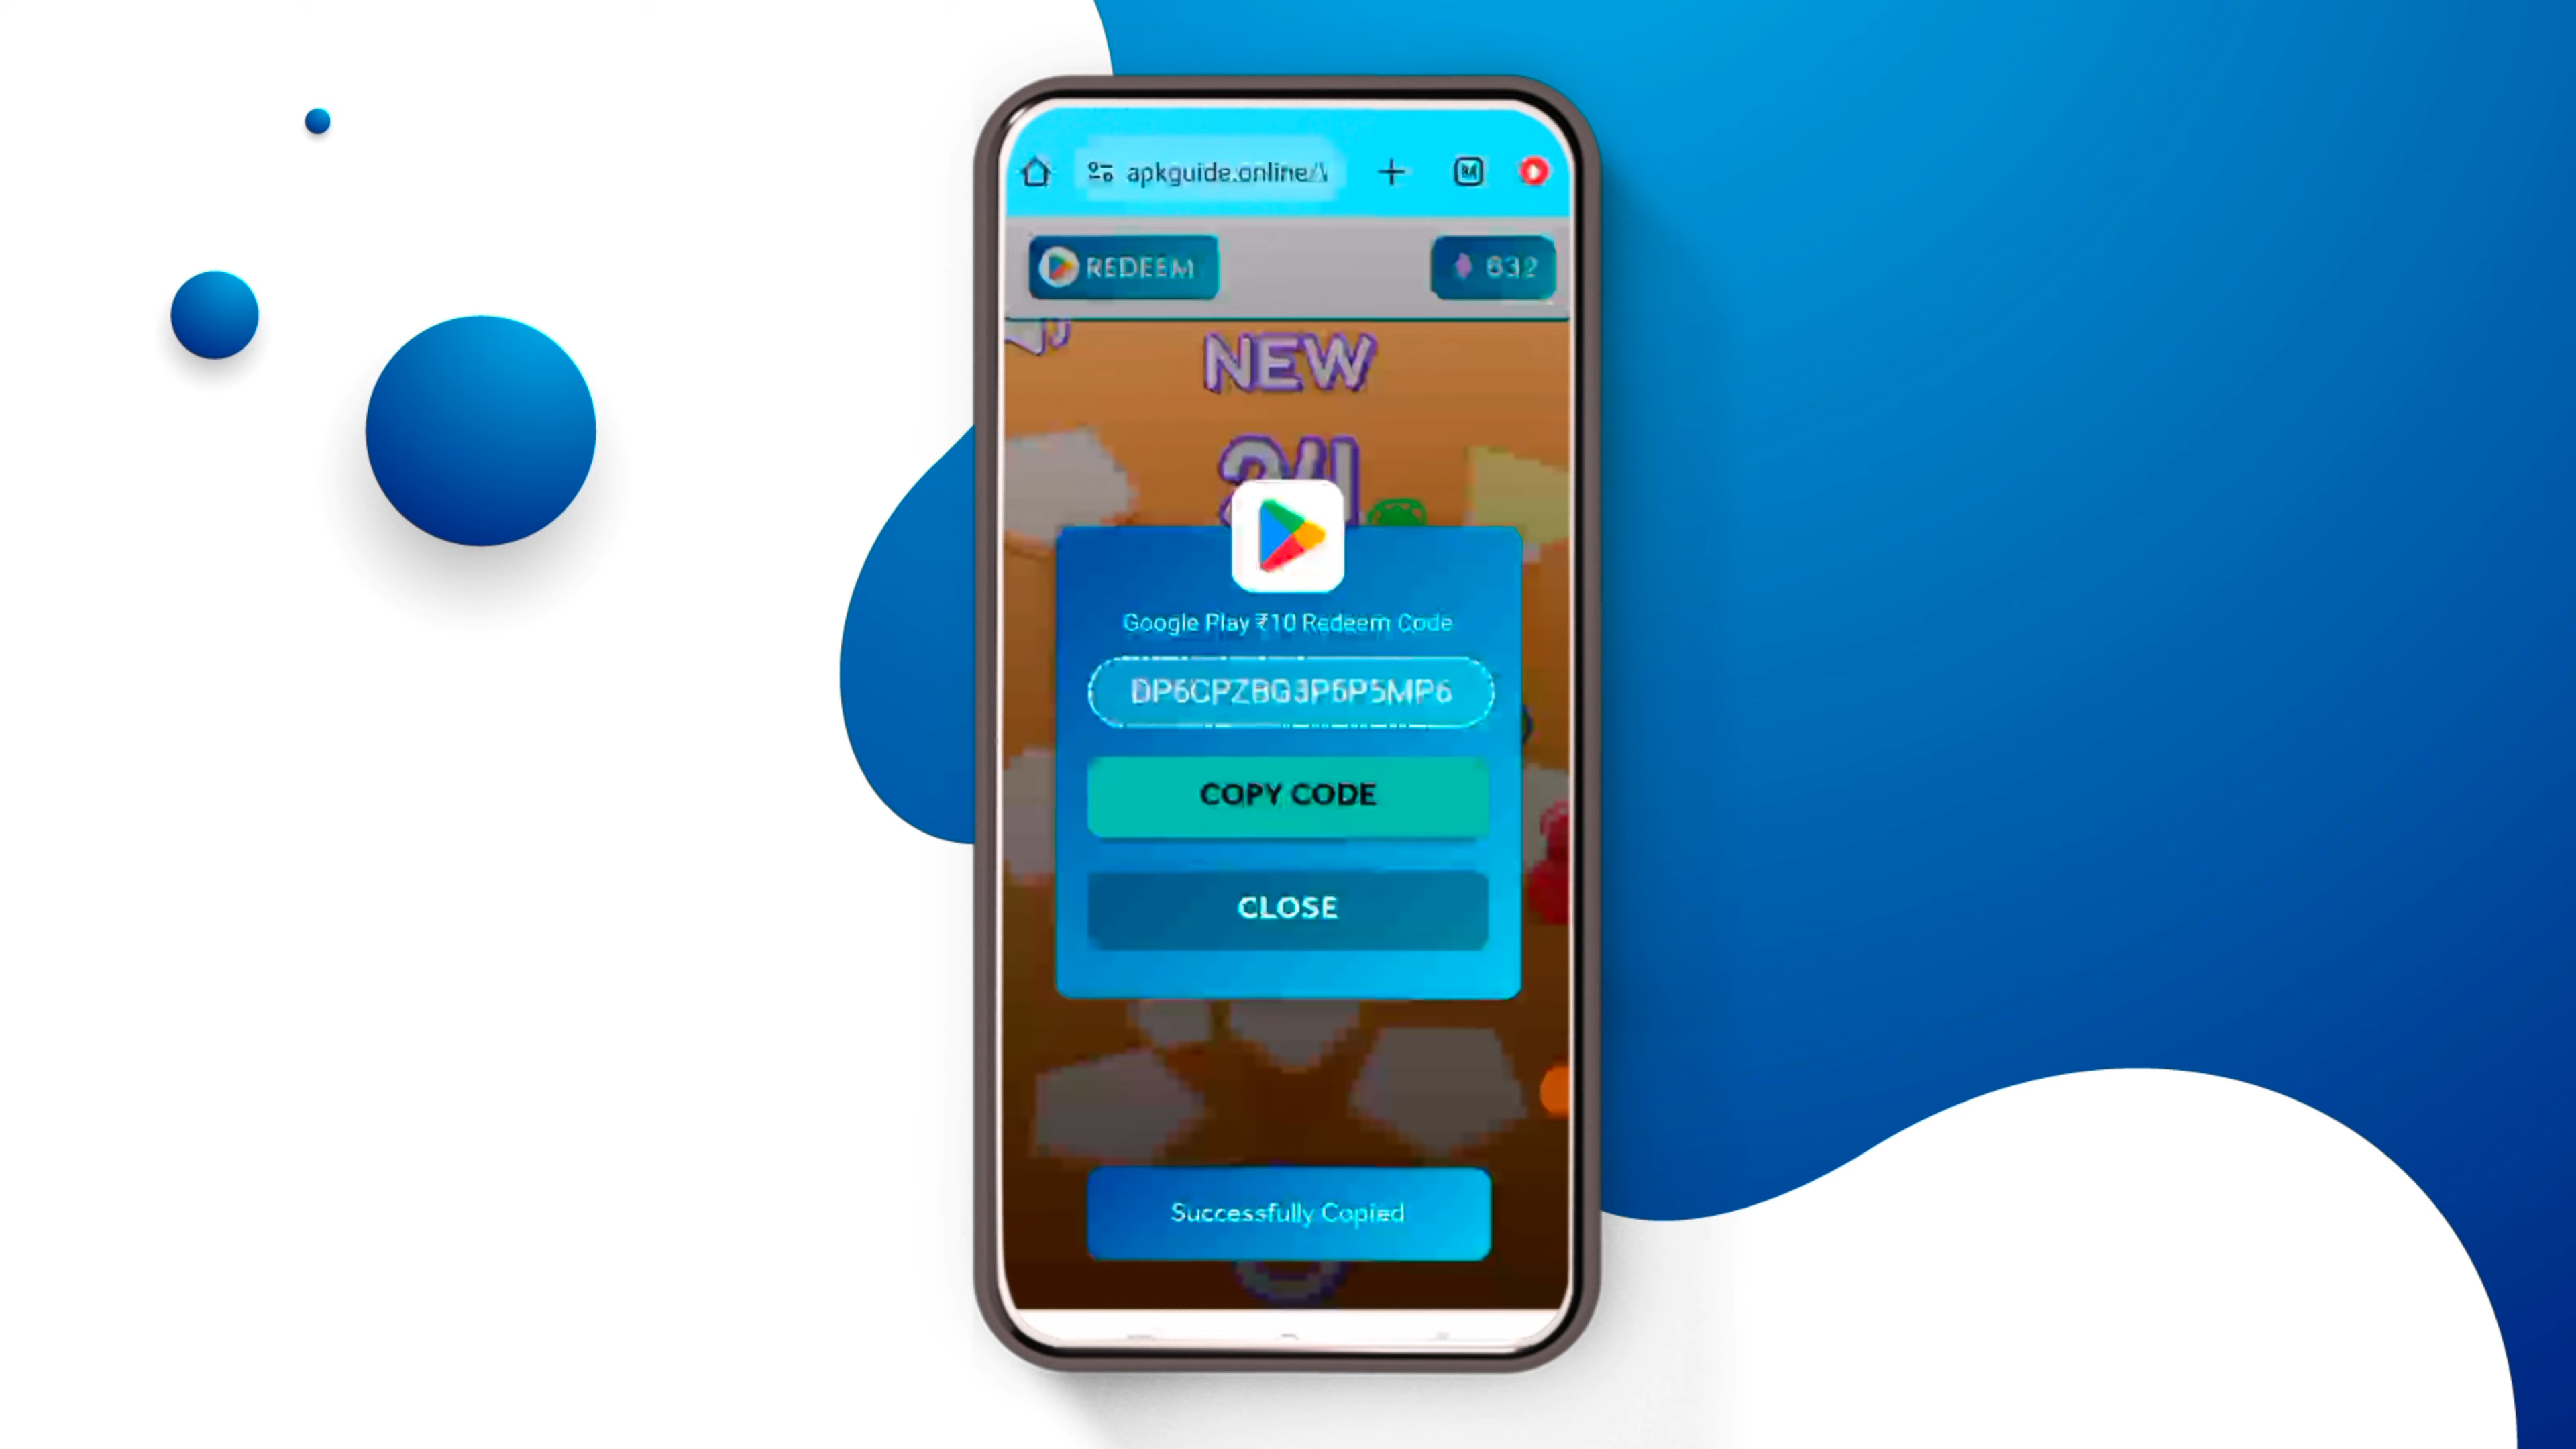 apkguide.online/
REDEEM
632
NEW
Google Play ₹10 Redeem Code
DP6CPZBG3P6P5MP6
COPY CODE
CLOSE
Successfully Copied